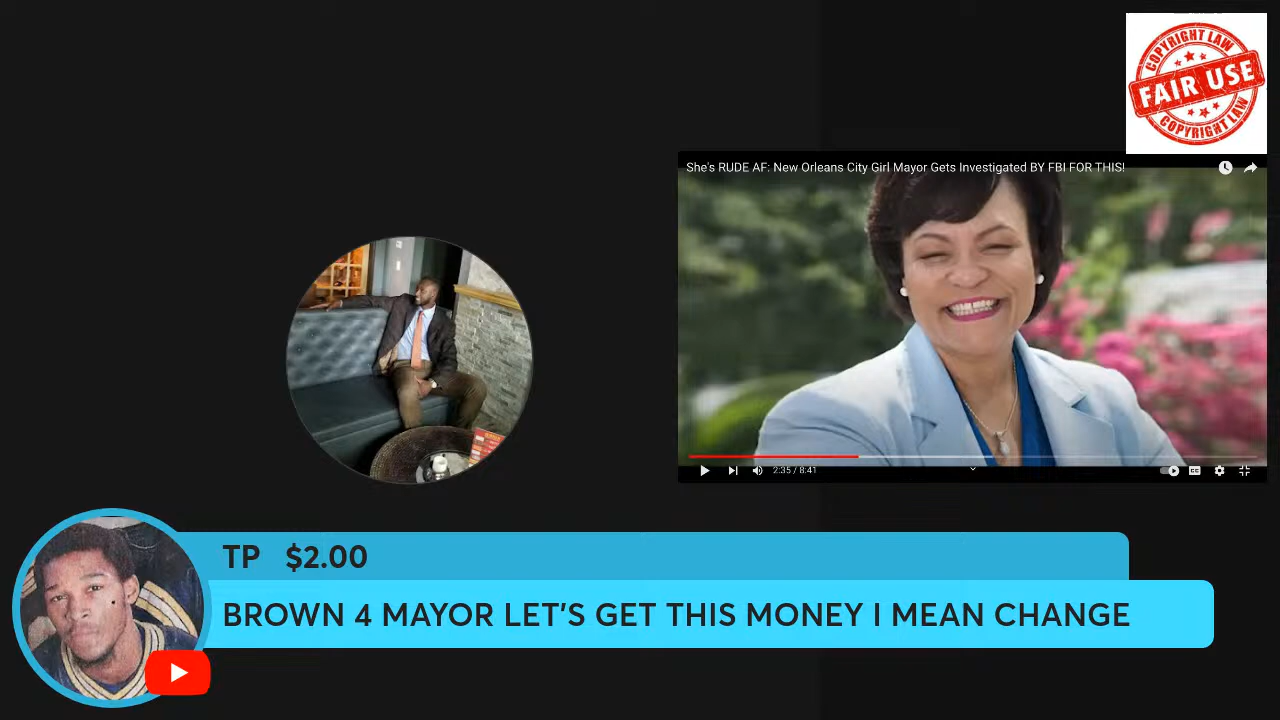 COPYRIGHT LAW
FAIR USE
COPYRIGHT LAW
She's RUDE AF: New Orleans City Girl Mayor Gets Investigated BY FBI FOR THIS!
2:35 / 8:41
CC
TP $2.00
BROWN 4 MAYOR LET'S GET THIS MONEY I MEAN CHANGE